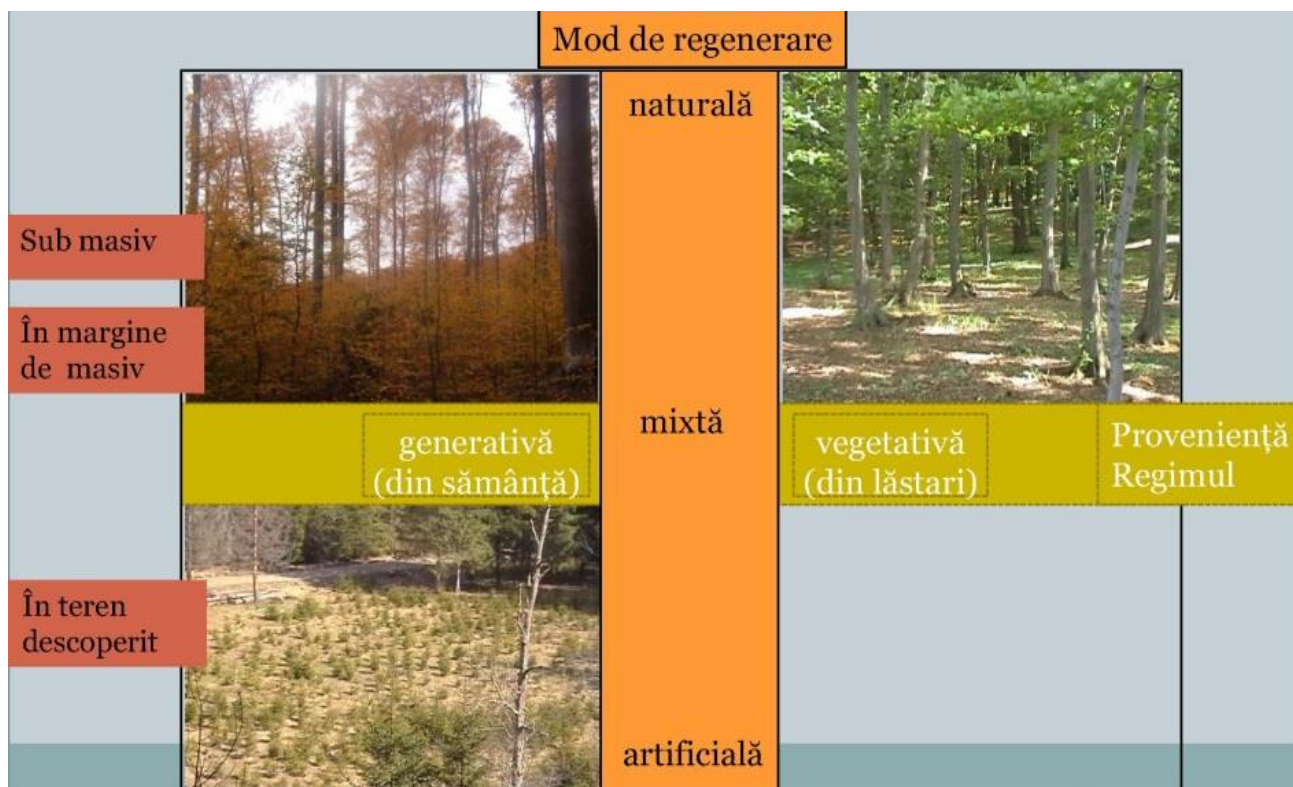 Mod de regenerare
naturală
Sub masiv
În margine
de masiv
mixtă
generativă
(din sămânță)
vegetativă
(din lăstari)
Proveniență
Regimul
În teren
descoperit
artificială